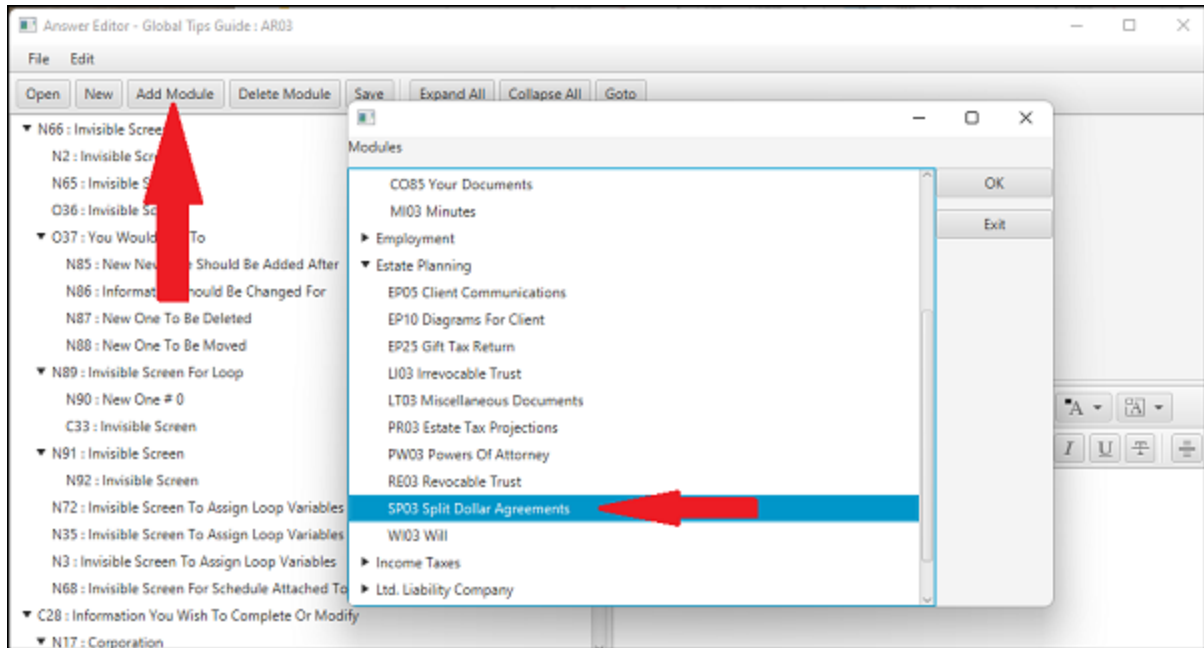 Answer Editor - Global Tips Guide : AR03
File Edit
Open New Add Module Delete Module Save Expand All Collapse All Goto
N66 : Invisible
N2 : Invisible
N65 : Invisible
O36 : Invisible
O37 : You To
N85 : New Should Be Added After
N86 : Should Be Changed For
N87 : New One To Be Deleted
N88 : New One To Be Moved
N89 : Invisible Screen For Loop
N90 : New One # 0
C33 : Invisible Screen
N91 : Invisible Screen
N92 : Invisible Screen
N72 : Invisible Screen To Assign Loop Variables
N35 : Invisible Screen To Assign Loop Variables
N3 : Invisible Screen To Assign Loop Variables
N68 : Invisible Screen For Schedule Attached To
C28 : Information You Wish To Complete Or Modify
N17 : Corporation
Modules
CO85 Your Documents
MI03 Minutes
Employment
Estate Planning
EP05 Client Communications
EP10 Diagrams For Client
EP25 Gift Tax Return
LI03 Irrevocable Trust
LT03 Miscellaneous Documents
PR03 Estate Tax Projections
PW03 Powers Of Attorney
RE03 Revocable Trust
SP03 Split Dollar Agreements
WI03 Will
Income Taxes
Ltd. Liability Company
OK
Exit
A A
I U T